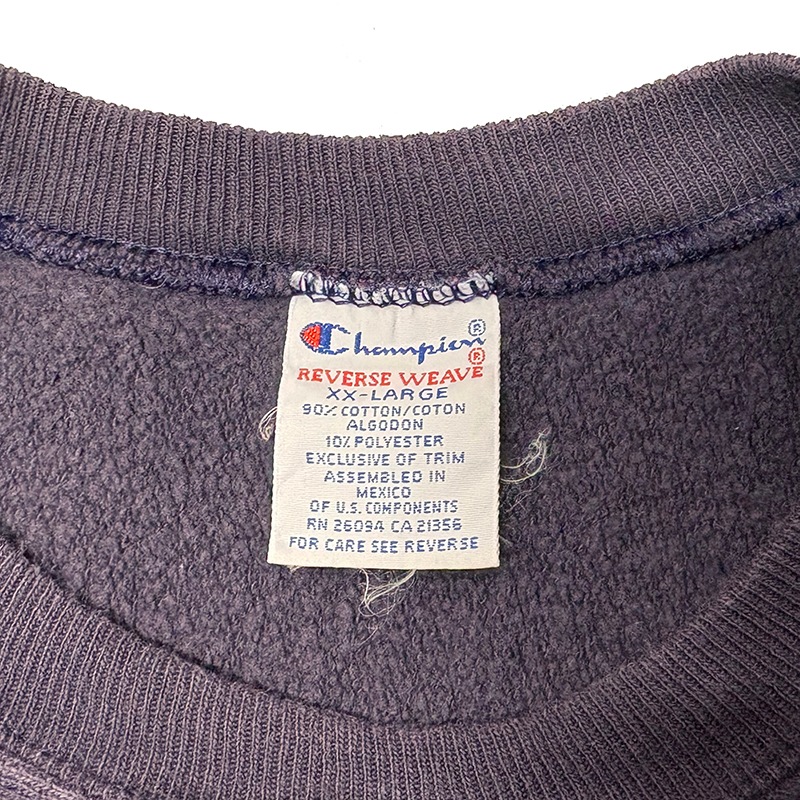 Champion®
REVERSE WEAVE®
XX-LARGE
90% COTTON/COTON
ALGODON
10% POLYESTER
EXCLUSIVE OF TRIM
ASSEMBLED IN
MEXICO
OF U.S. COMPONENTS
RN 26094 CA 21356
FOR CARE SEE REVERSE